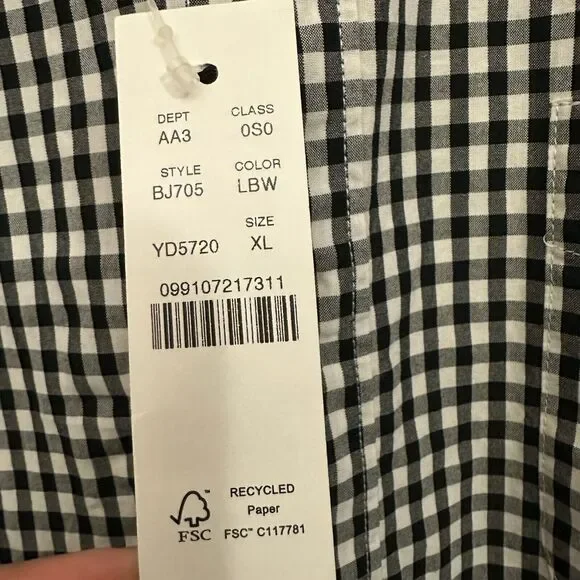 DEPT CLASS
AA3 0S0
STYLE COLOR
BJ705 LBW
SIZE
YD5720 XL
099107217311
RECYCLED
Paper
FSC FSC™ C117781